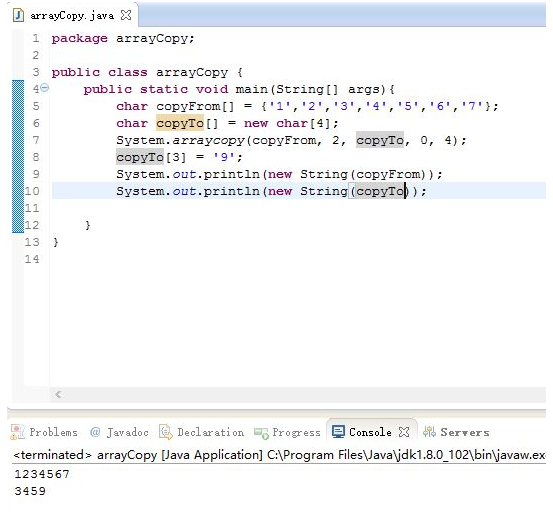 arrayCopy.java
1 package arrayCopy;
2
3 public class arrayCopy {
4 public static void main(String[] args){
5 char copyFrom[] = {'1','2','3','4','5','6','7'};
6 char copyTo[] = new char[4];
7 System.arraycopy(copyFrom, 2, copyTo, 0, 4);
8 copyTo[3] = '9';
9 System.out.println(new String(copyFrom));
10 System.out.println(new String(copyTo));
11
12 }
13 }
14
Problems @ Javadoc Declaration Progress Console Servers
<terminated> arrayCopy [Java Application] C:\Program Files\Java\jdk1.8.0_102\bin\javaw.exe
1234567
3459